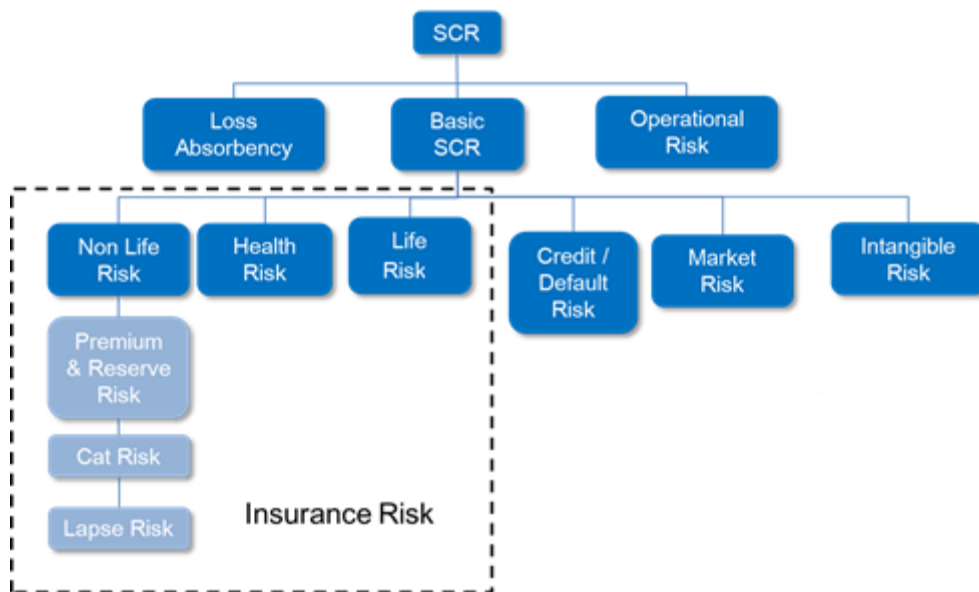 SCR
Loss
Absorbency
Basic
SCR
Operational
Risk
Non Life
Risk
Health
Risk
Life
Risk
Credit /
Default
Risk
Market
Risk
Intangible
Risk
Premium
& Reserve
Risk
Cat Risk
Lapse Risk
Insurance Risk